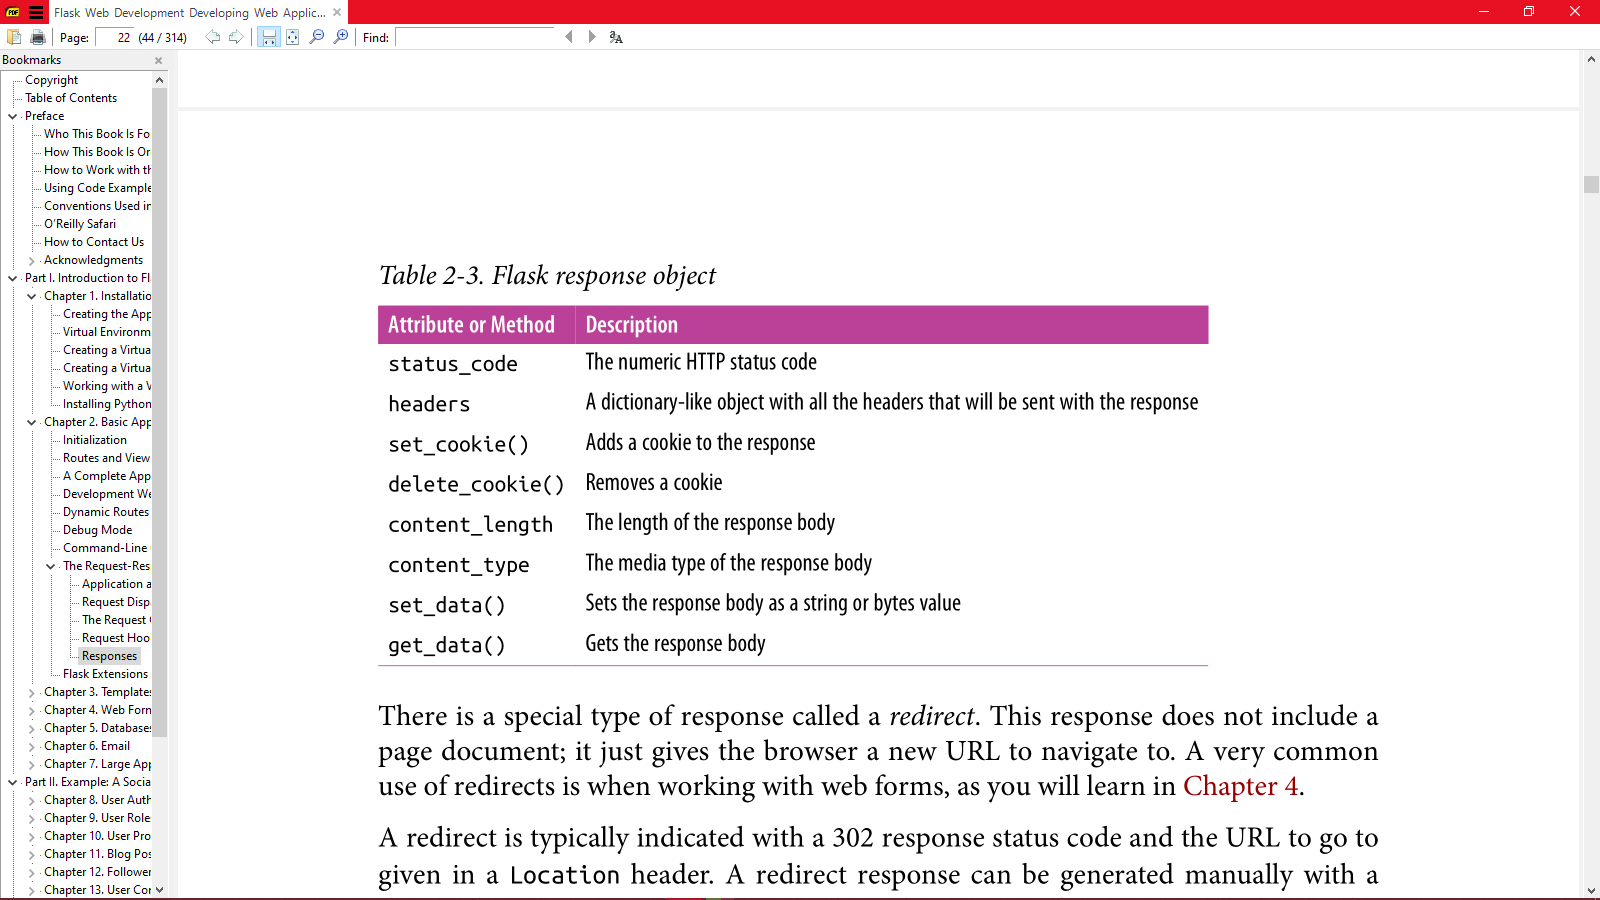 Flask Web Development Developing Web Applic...
Page: 22 (44 / 314) Find:
Bookmarks
Copyright
Table of Contents
Preface
Who This Book Is Fo
How This Book Is Or
How to Work with th
Using Code Example
Conventions Used in
O'Reilly Safari
How to Contact Us
Acknowledgments
Part I. Introduction to Fl
Chapter 1. Installatio
Creating the App
Virtual Environm
Creating a Virtua
Creating a Virtua
Working with a V
Installing Python
Chapter 2. Basic App
Initialization
Routes and View
A Complete App
Development We
Dynamic Routes
Debug Mode
Command-Line
The Request-Res
Application a
Request Disp
The Request
Request Hoo
Responses
Flask Extensions
Chapter 3. Templates
Chapter 4. Web Forn
Chapter 5. Databases
Chapter 6. Email
Chapter 7. Large App
Part II. Example: A Socia
Chapter 8. User Auth
Chapter 9. User Role
Chapter 10. User Pro
Chapter 11. Blog Pos
Chapter 12. Follower
Chapter 13. User Cor
Table 2-3. Flask response object
Attribute or Method Description
status_code The numeric HTTP status code
headers A dictionary-like object with all the headers that will be sent with the response
set_cookie() Adds a cookie to the response
delete_cookie() Removes a cookie
content_length The length of the response body
content_type The media type of the response body
set_data() Sets the response body as a string or bytes value
get_data() Gets the response body
There is a special type of response called a redirect. This response does not include a
page document; it just gives the browser a new URL to navigate to. A very common
use of redirects is when working with web forms, as you will learn in Chapter 4.
A redirect is typically indicated with a 302 response status code and the URL to go to
given in a Location header. A redirect response can be generated manually with a